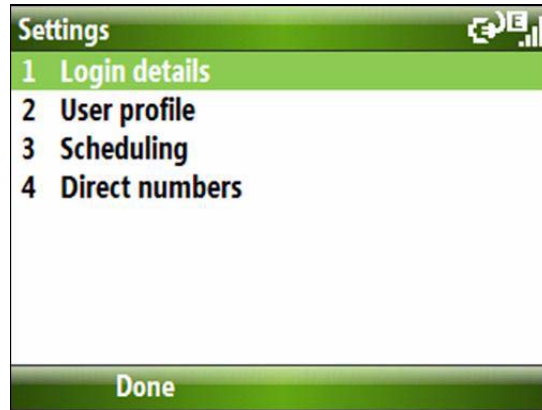 Settings
E
1 Login details
2 User profile
3 Scheduling
4 Direct numbers
Done